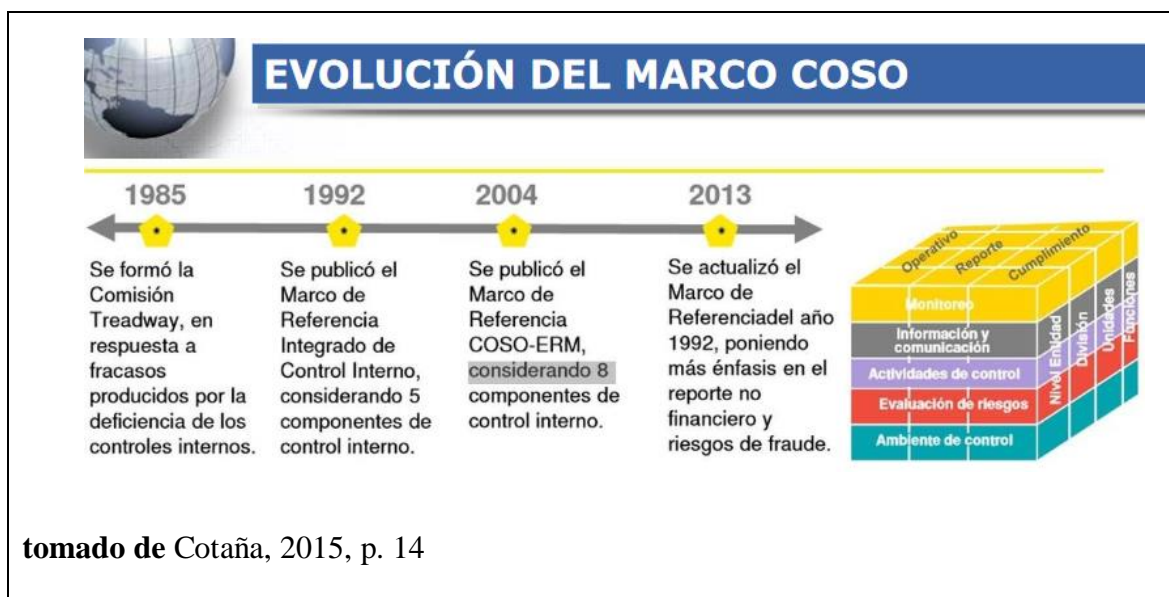 EVOLUCIÓN DEL MARCO COSO
1985
Se formó la
Comisión
Treadway, en
respuesta a
fracasos
producidos por la
deficiencia de los
controles internos.
1992
Se publicó el
Marco de
Referencia
Integrado de
Control Interno,
considerando 5
componentes de
control interno.
2004
Se publicó el
Marco de
Referencia
COSO-ERM,
considerando 8
componentes de
control interno.
2013
Se actualizó el
Marco de
Referenciadel año
1992, poniendo
más énfasis en el
reporte no
financiero y
riesgos de fraude.
Operativo
Reporte
Cumplimiento
Monitoreo
Información y
comunicación
Actividades de control
Evaluación de riesgos
Ambiente de control
Nivel Entidad
División
Unidades
Funciones
tomado de Cotaña, 2015, p. 14